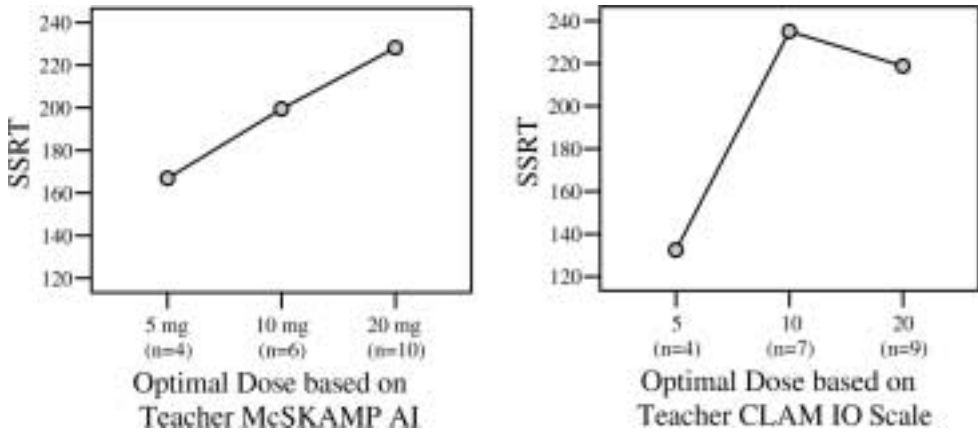 240
220
200
180
160
140
120
SSRT
5 mg 10 mg 20 mg
(n=4) (n=6) (n=10)
Optimal Dose based on
Teacher McSKAMP AI
240
220
200
180
160
140
120
SSRT
5 10 20
(n=4) (n=7) (n=9)
Optimal Dose based on
Teacher CLAM IO Scale